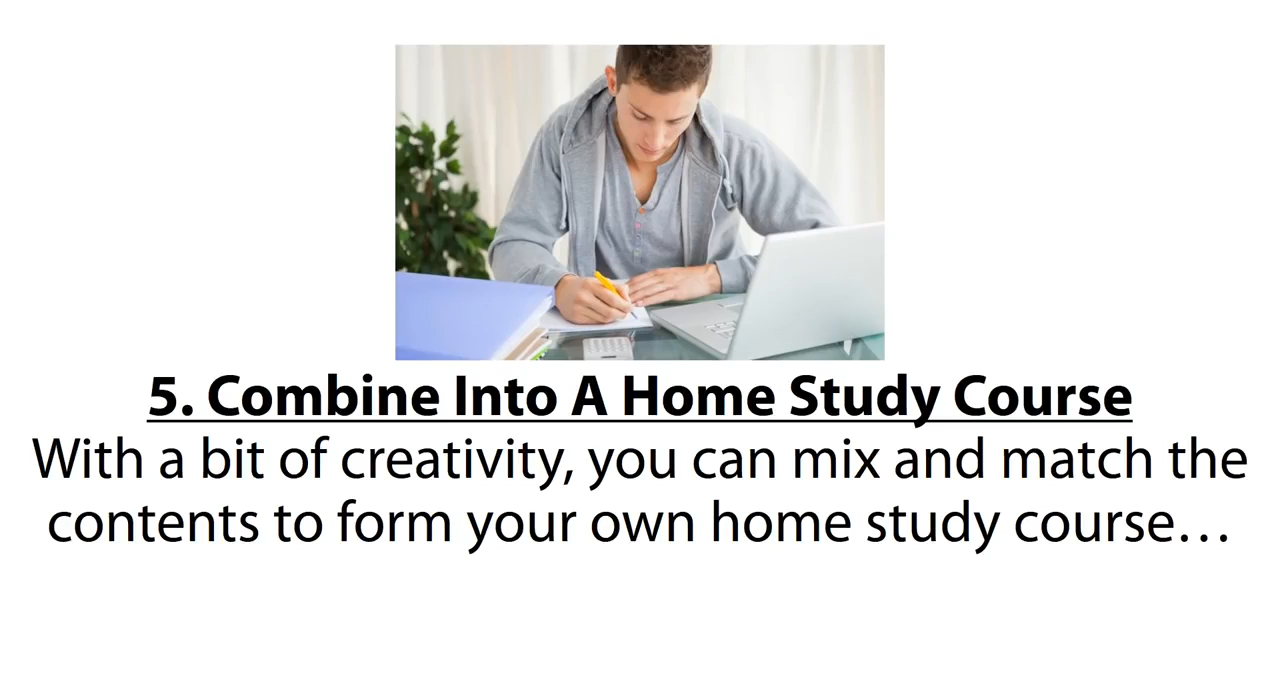 5. Combine Into A Home Study Course
With a bit of creativity, you can mix and match the
contents to form your own home study course…